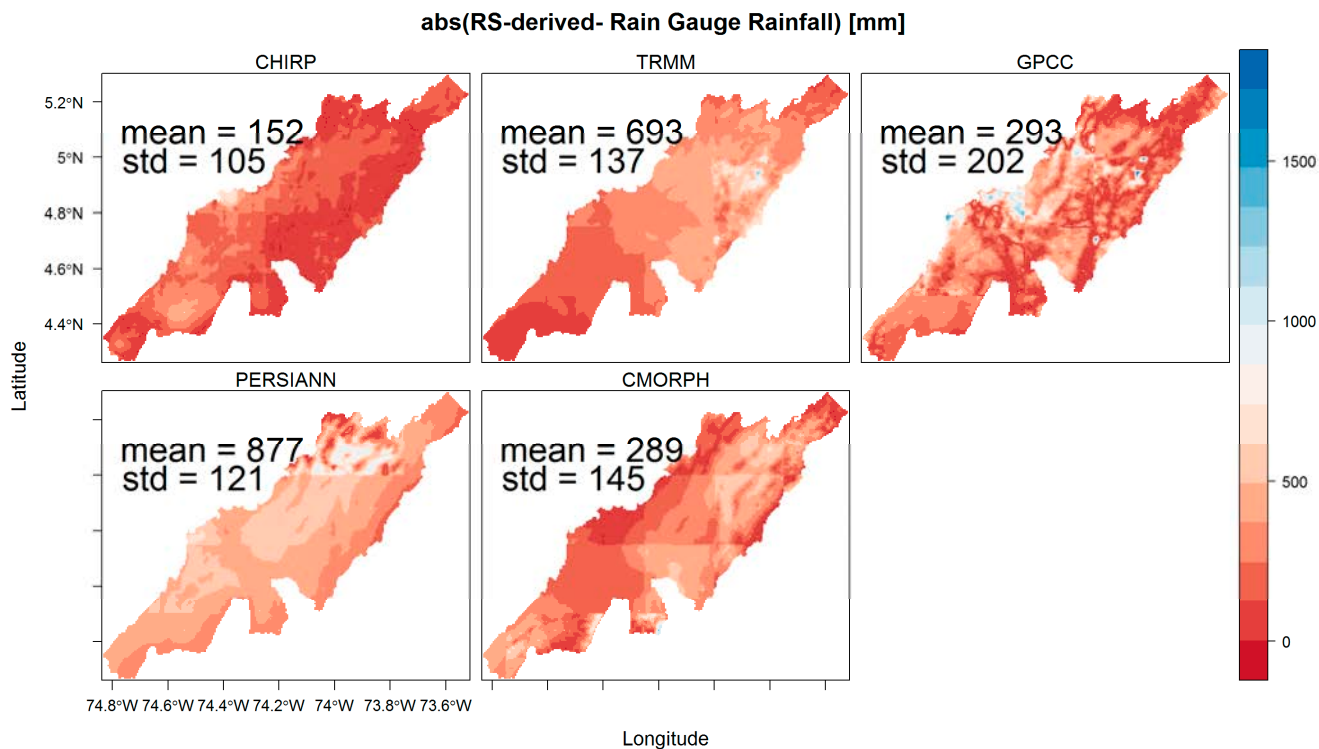 abs(RS-derived- Rain Gauge Rainfall) [mm]
CHIRP
TRMM
GPCC
mean = 152
std = 105
mean = 693
std = 137
mean = 293
std = 202
5.2°N
5°N
4.8°N
4.6°N
4.4°N
PERSIANN
CMORPH
mean = 877
std = 121
mean = 289
std = 145
1500
1000
500
0
Latitude
74.8°W 74.6°W 74.4°W 74.2°W 74°W 73.8°W 73.6°W
Longitude